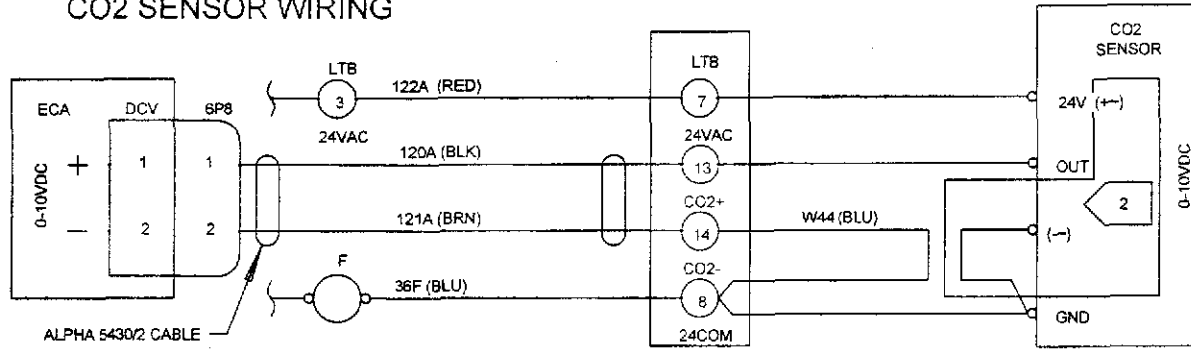 CO2 SENSOR WIRING
ECA
DCV
6P8
0-10VDC
+
−
1
2
1
2
LTB
3
24VAC
122A (RED)
120A (BLK)
121A (BRN)
F
36F (BLU)
ALPHA 5430/2 CABLE
LTB
7
24VAC
13
CO2+
14
CO2-
8
24COM
W44 (BLU)
CO2
SENSOR
24V (+~)
OUT
2
(-~)
GND
0-10VDC